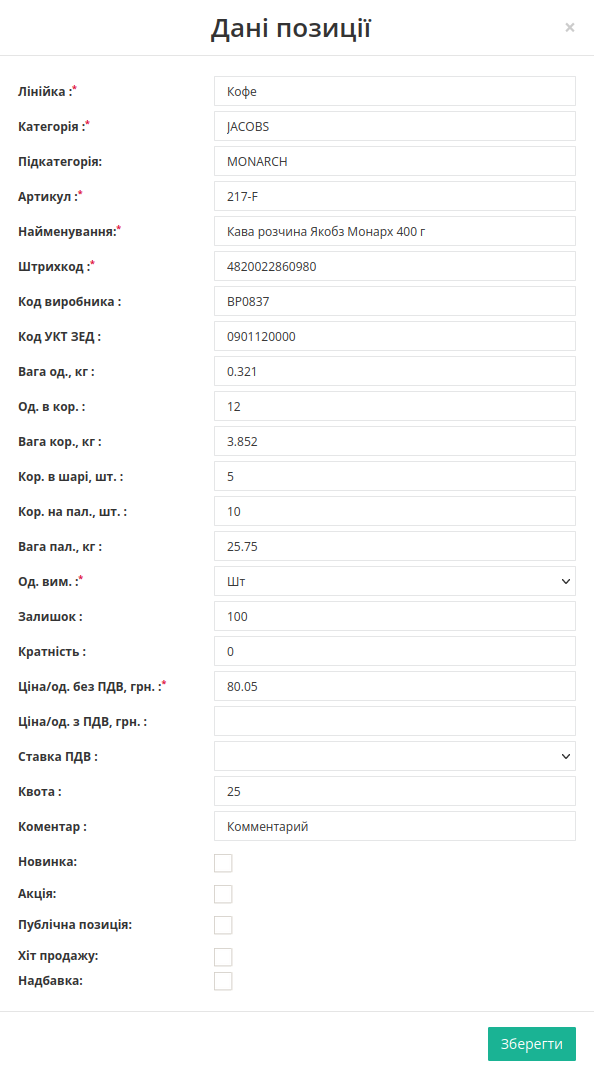 Дані позиції ×
Лінійка :* Кофе
Категорія :* JACOBS
Підкатегорія: MONARCH
Артикул :* 217-F
Найменування:* Кава розчина Якобз Монарх 400 г
Штрихкод :* 4820022860980
Код виробника : BP0837
Код УКТ ЗЕД : 0901120000
Вага од., кг : 0.321
Од. в кор. : 12
Вага кор., кг : 3.852
Кор. в шарі, шт. : 5
Кор. на пал., шт. : 10
Вага пал., кг : 25.75
Од. вим. :* Шт
Залишок : 100
Кратність : 0
Ціна/од. без ПДВ, грн. :* 80.05
Ціна/од. з ПДВ, грн. :
Ставка ПДВ :
Квота : 25
Коментар : Комментарий
Новинка:
Акція:
Публічна позиція:
Хіт продажу:
Надбавка:
Зберегти